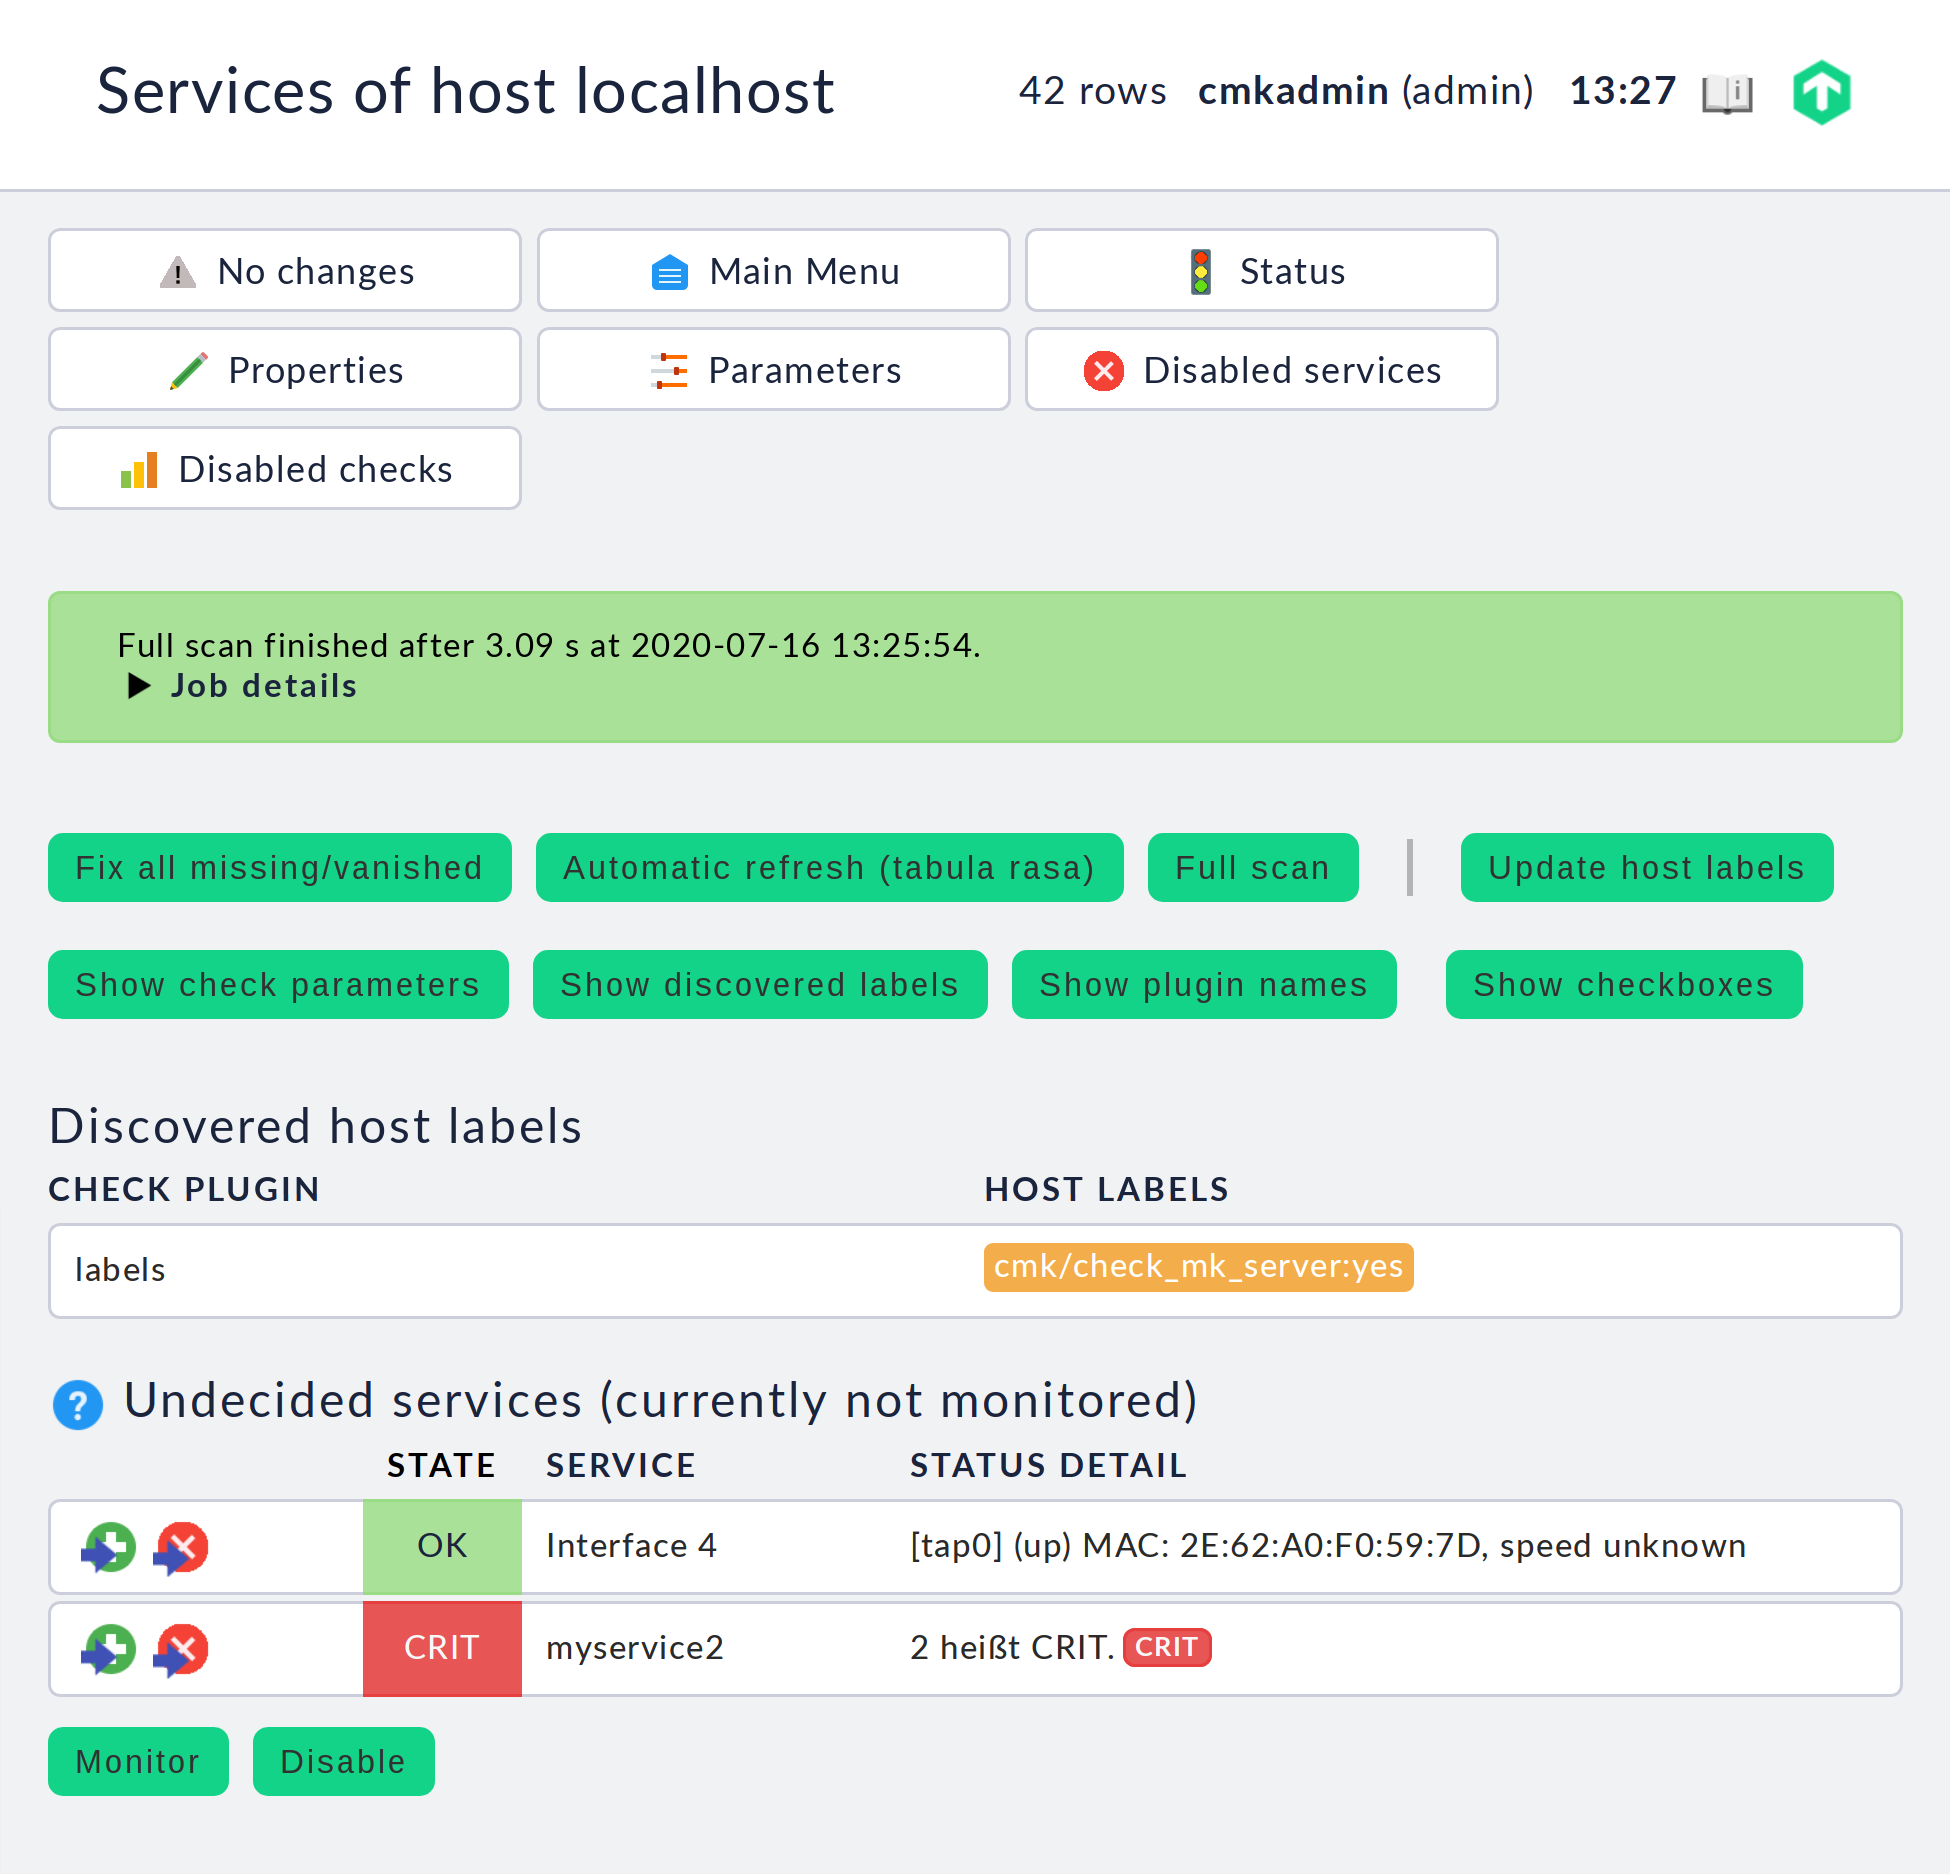 Services of host localhost
42 rows cmkadmin (admin) 13:27
No changes
Main Menu
Status
Properties
Parameters
Disabled services
Disabled checks
Full scan finished after 3.09 s at 2020-07-16 13:25:54.
Job details
Fix all missing/vanished
Automatic refresh (tabula rasa)
Full scan
Update host labels
Show check parameters
Show discovered labels
Show plugin names
Show checkboxes
Discovered host labels
CHECK PLUGIN HOST LABELS
labels cmk/check_mk_server:yes
Undecided services (currently not monitored)
STATE SERVICE STATUS DETAIL
OK Interface 4 [tap0] (up) MAC: 2E:62:A0:F0:59:7D, speed unknown
CRIT myservice2 2 heißt CRIT. CRIT
Monitor
Disable